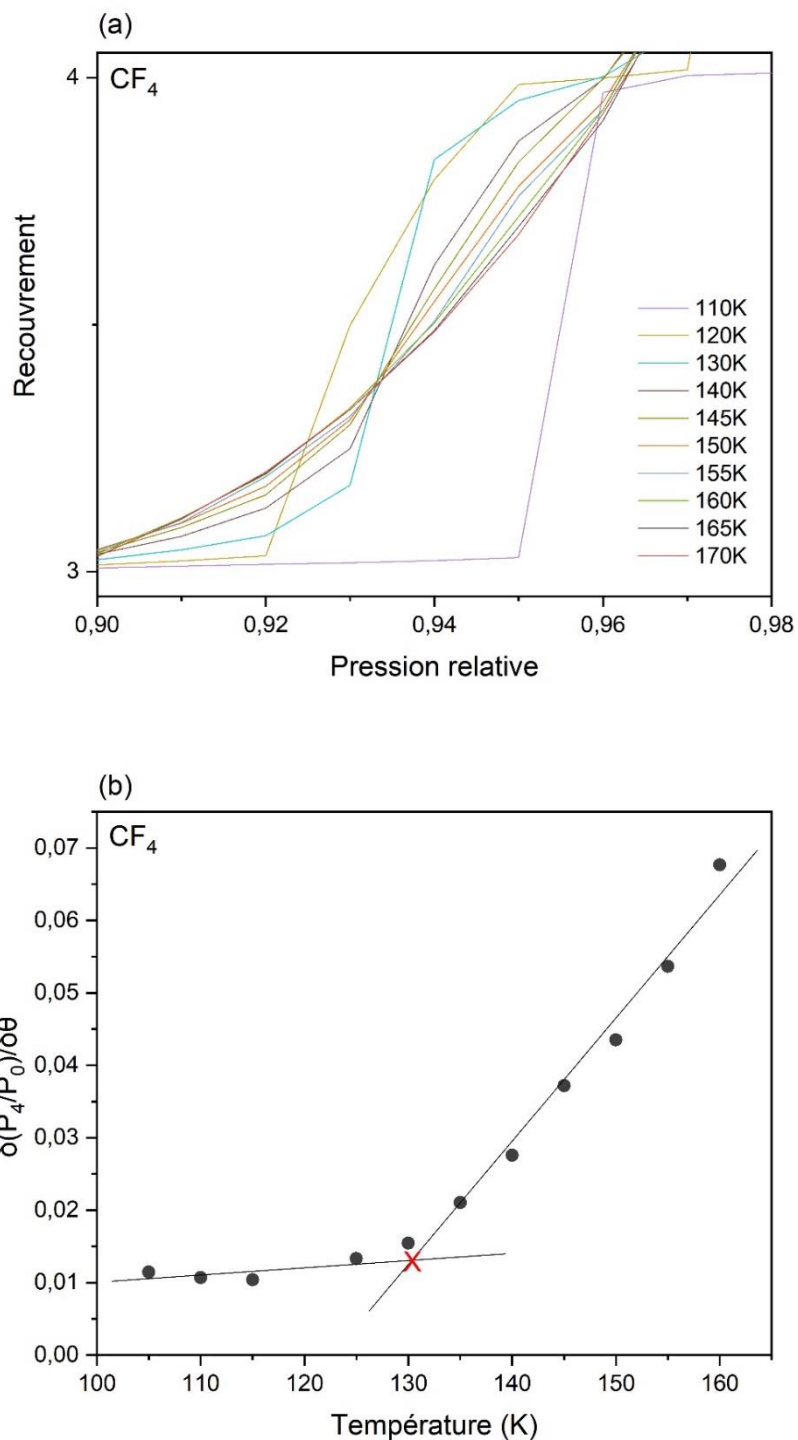 (a)
CF₄
4
3
Recouvrement
110K
120K
130K
140K
145K
150K
155K
160K
165K
170K
0,90 0,92 0,94 0,96 0,98
Pression relative
(b)
CF₄
0,07
0,06
0,05
0,04
0,03
0,02
0,01
0,00
δ(P₄/P₀)/δθ
100 110 120 130 140 150 160
Température (K)